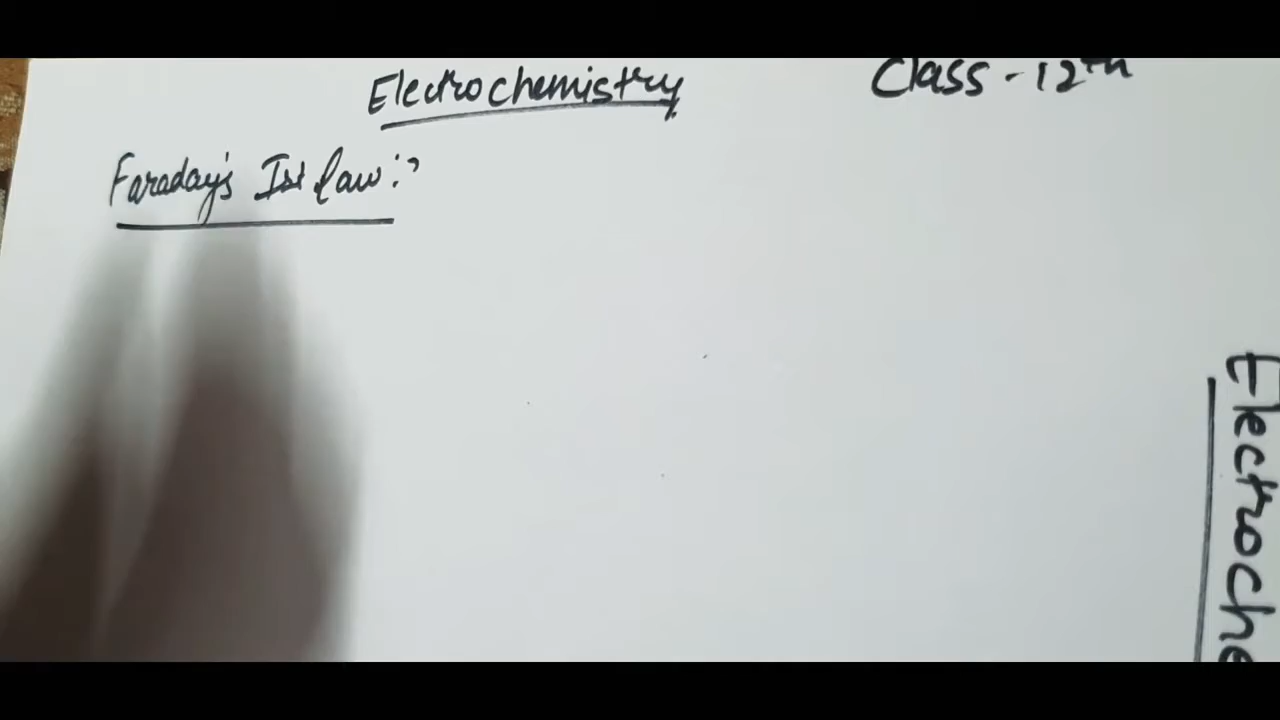 Electrochemistry
Class - 12th
Faraday's Ist law :?
Electroche